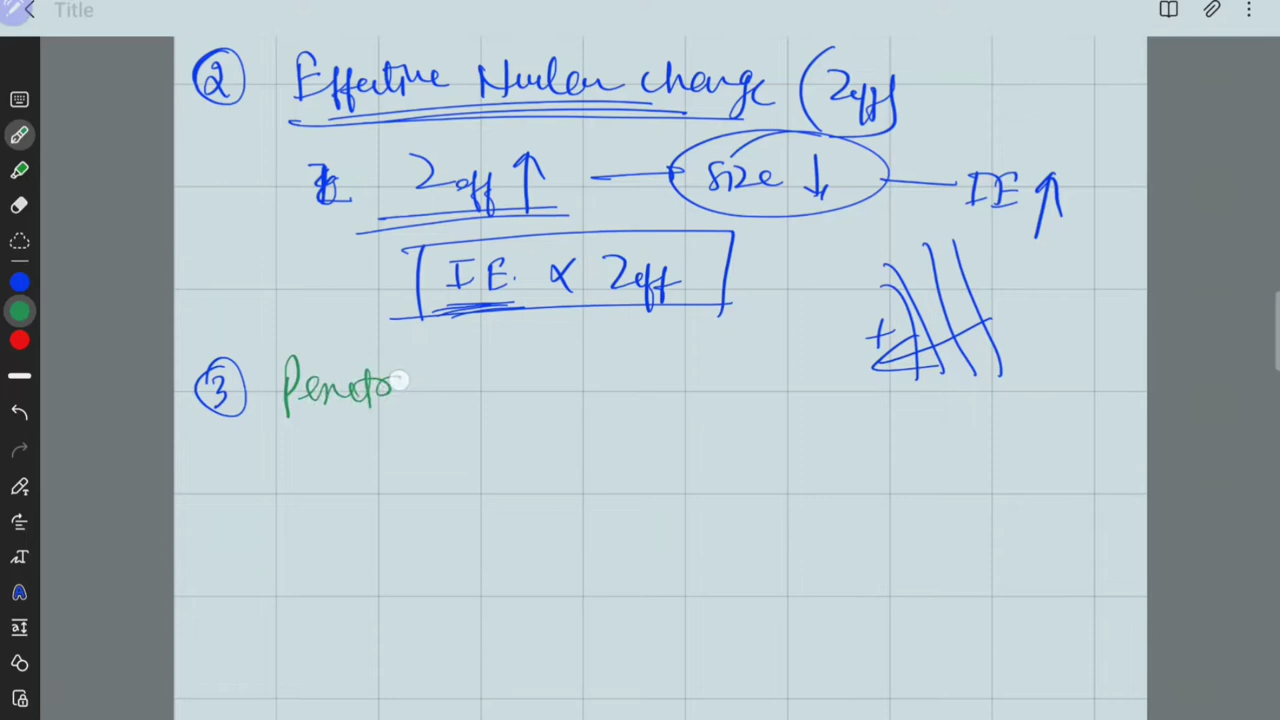 Title
② Effective Nuclear charge (Zeff)
Zeff ↑ → size ↓ — IE ↑
I E. ∝ Zeff
+
③ Penetr